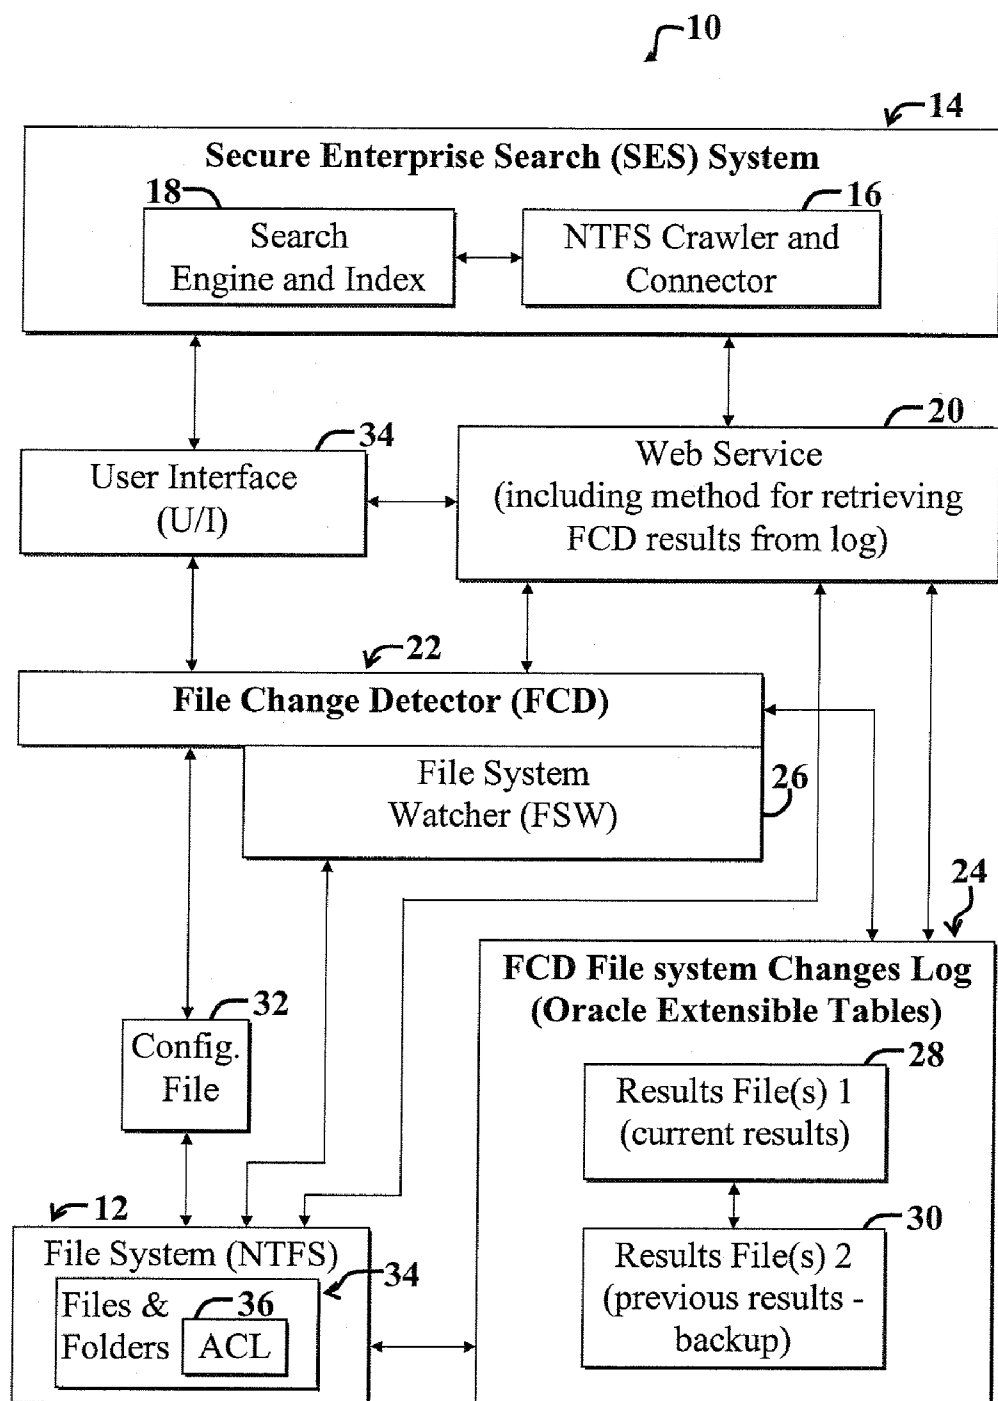 10
14
Secure Enterprise Search (SES) System
18
16
Search
Engine and Index
NTFS Crawler and
Connector
34
20
User Interface
(U/I)
Web Service
(including method for retrieving
FCD results from log)
22
File Change Detector (FCD)
File System
Watcher (FSW)
26
24
FCD File system Changes Log
(Oracle Extensible Tables)
32
Config.
File
28
Results File(s) 1
(current results)
30
Results File(s) 2
(previous results -
backup)
12
File System (NTFS)
34
Files &
Folders
36
ACL